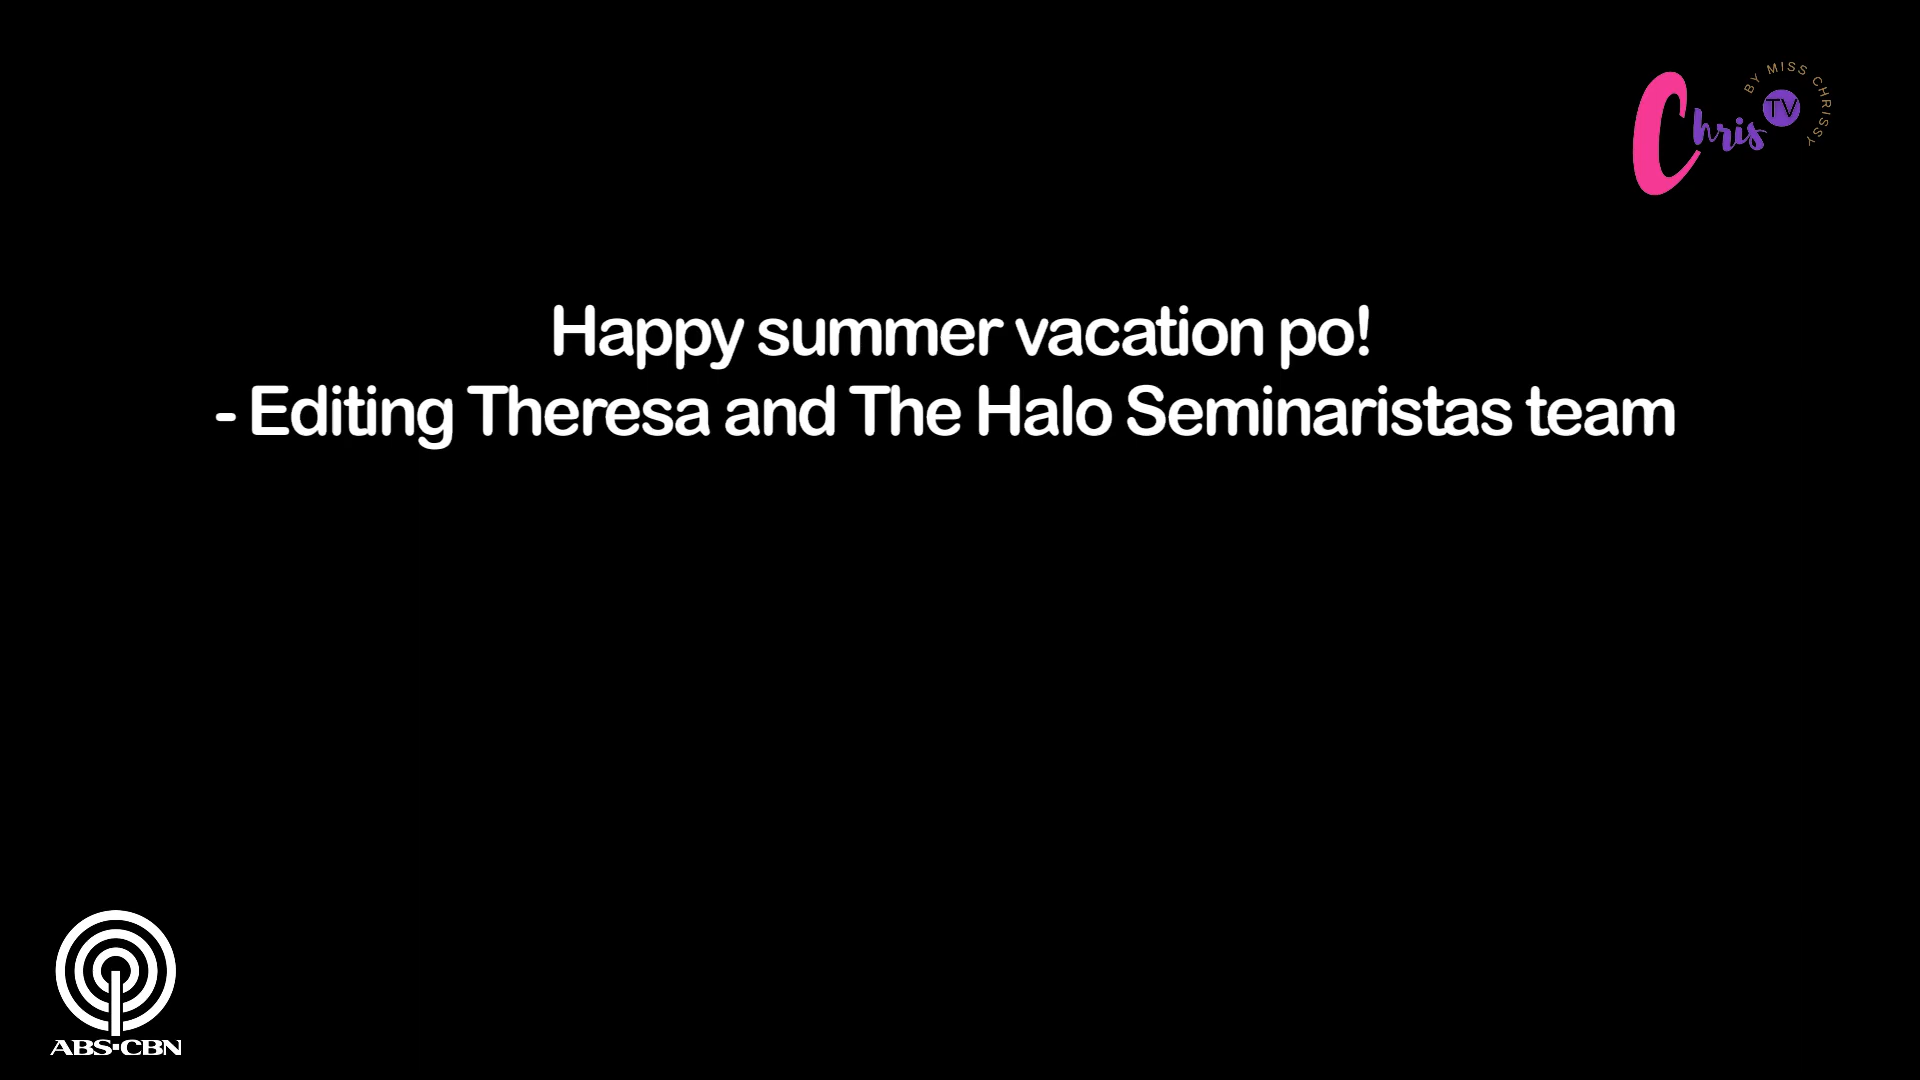 BY MISS CHRISSY
Chris TV
Happy summer vacation po!
- Editing Theresa and The Halo Seminaristas team
ABS-CBN